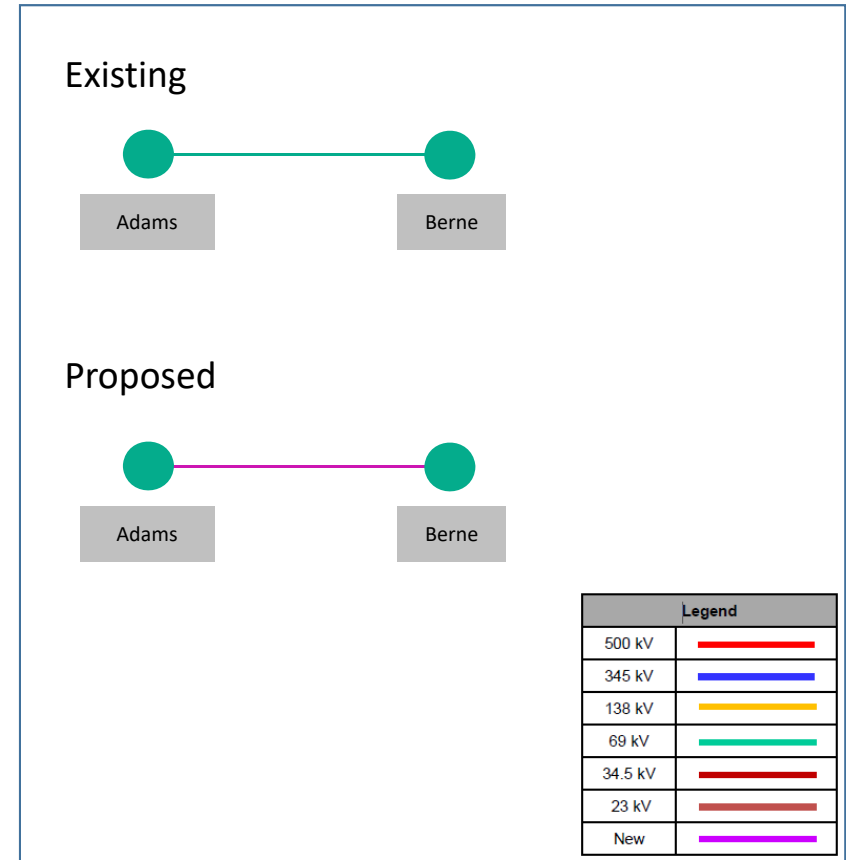 Existing
Adams
Berne
Proposed
Adams
Berne
Legend
500 kV
345 kV
138 kV
69 kV
34.5 kV
23 kV
New